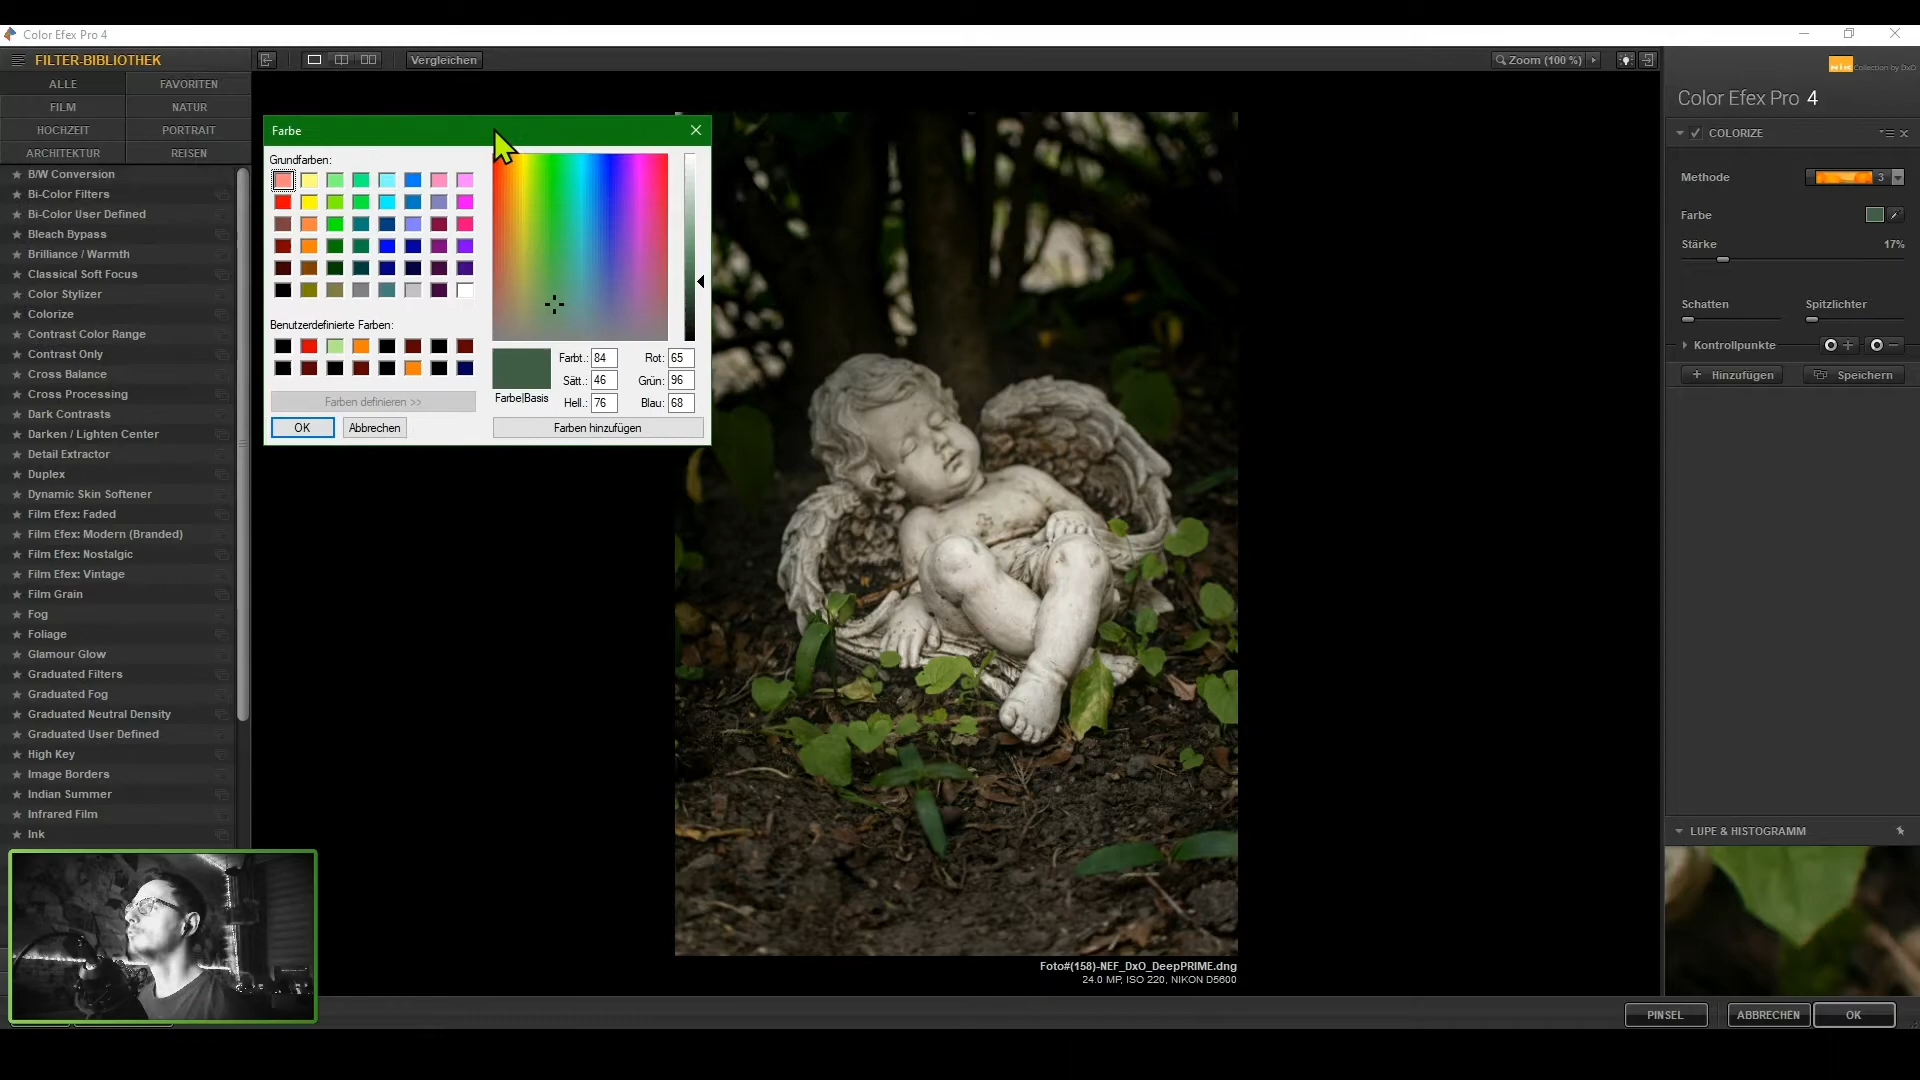 Color Efex Pro 4
FILTER-BIBLIOTHEK
Vergleichen
Zoom (100 %)
ALLE
FAVORITEN
FILM
NATUR
HOCHZEIT
PORTRAIT
ARCHITEKTUR
REISEN
B/W Conversion
Bi-Color Filters
Bi-Color User Defined
Bleach Bypass
Brilliance / Warmth
Classical Soft Focus
Color Stylizer
Colorize
Contrast Color Range
Contrast Only
Cross Balance
Cross Processing
Dark Contrasts
Darken / Lighten Center
Detail Extractor
Duplex
Dynamic Skin Softener
Film Efex: Faded
Film Efex: Modern (Branded)
Film Efex: Nostalgic
Film Efex: Vintage
Film Grain
Fog
Foliage
Glamour Glow
Graduated Filters
Graduated Fog
Graduated Neutral Density
Graduated User Defined
High Key
Image Borders
Indian Summer
Infrared Film
Ink
Farbe
Grundfarben:
Benutzerdefinierte Farben:
Farben definieren >>
OK
Abbrechen
Farbe|Basis
Farbt.: 84
Sätt.: 46
Hell.: 76
Rot: 65
Grün: 96
Blau: 68
Farben hinzufügen
Foto#(158)-NEF_DxO_DeepPRIME.dng
24.0 MP, ISO 220, NIKON D5600
nik Collection by DxO
Color Efex Pro 4
COLORIZE
Methode
3
Farbe
Stärke
17%
Schatten
Spitzlichter
Kontrollpunkte
Hinzufügen
Speichern
LUPE & HISTOGRAMM
PINSEL
ABBRECHEN
OK